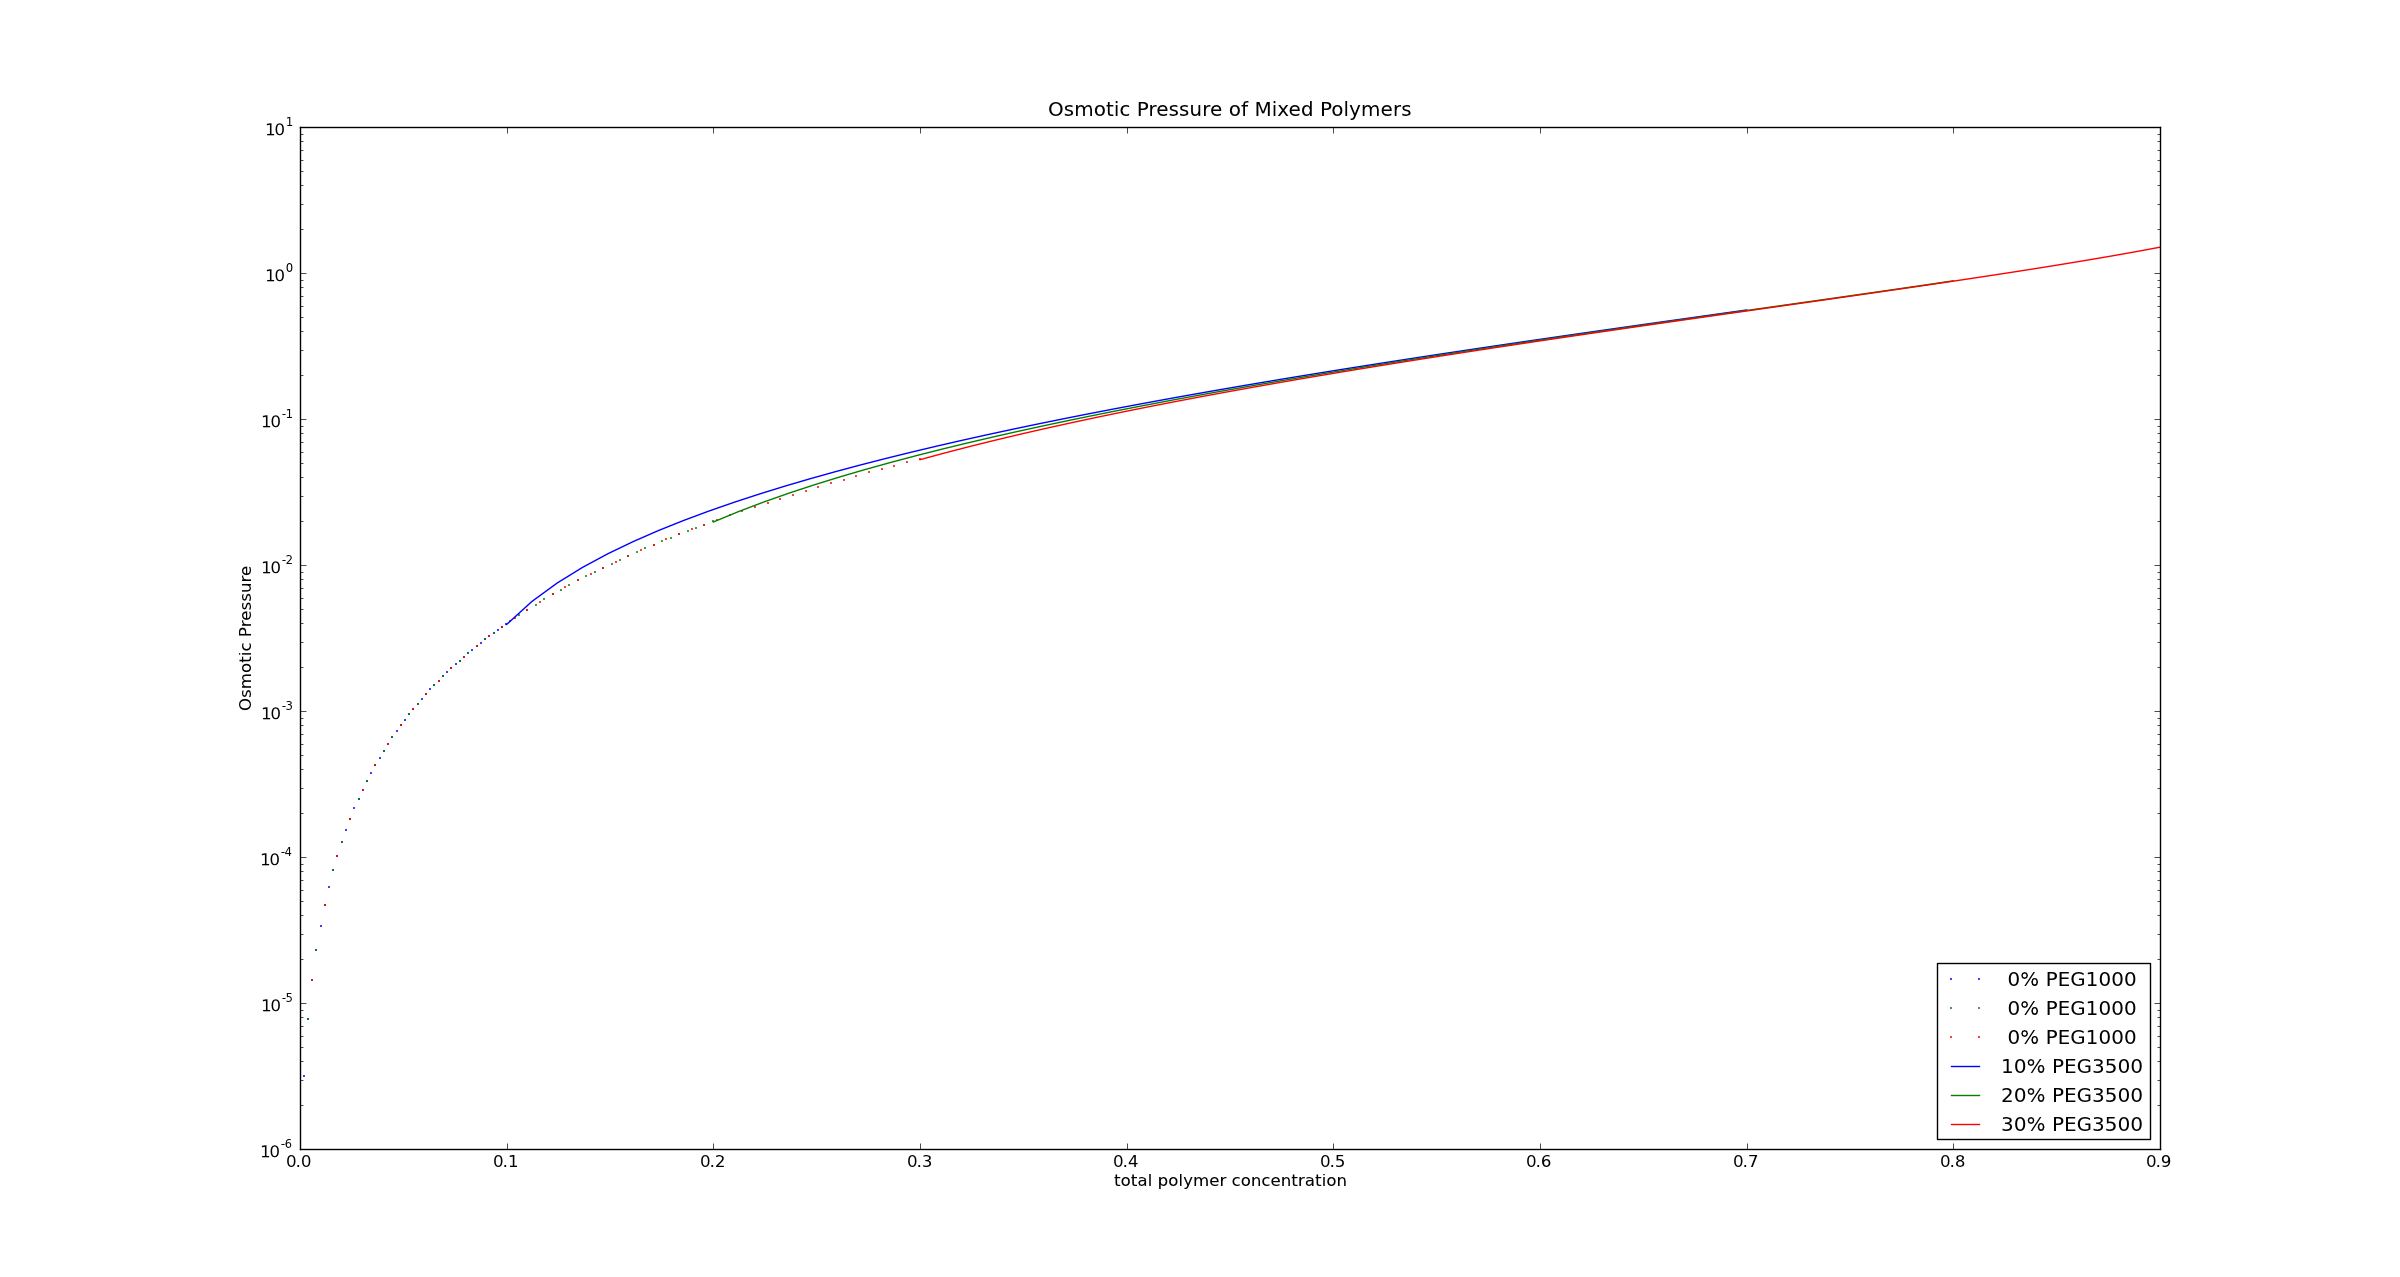 Osmotic Pressure of Mixed Polymers
10^1
10^0
10^-1
10^-2
10^-3
10^-4
10^-5
10^-6
Osmotic Pressure
0.0 0.1 0.2 0.3 0.4 0.5 0.6 0.7 0.8 0.9
total polymer concentration
0% PEG1000
0% PEG1000
0% PEG1000
10% PEG3500
20% PEG3500
30% PEG3500